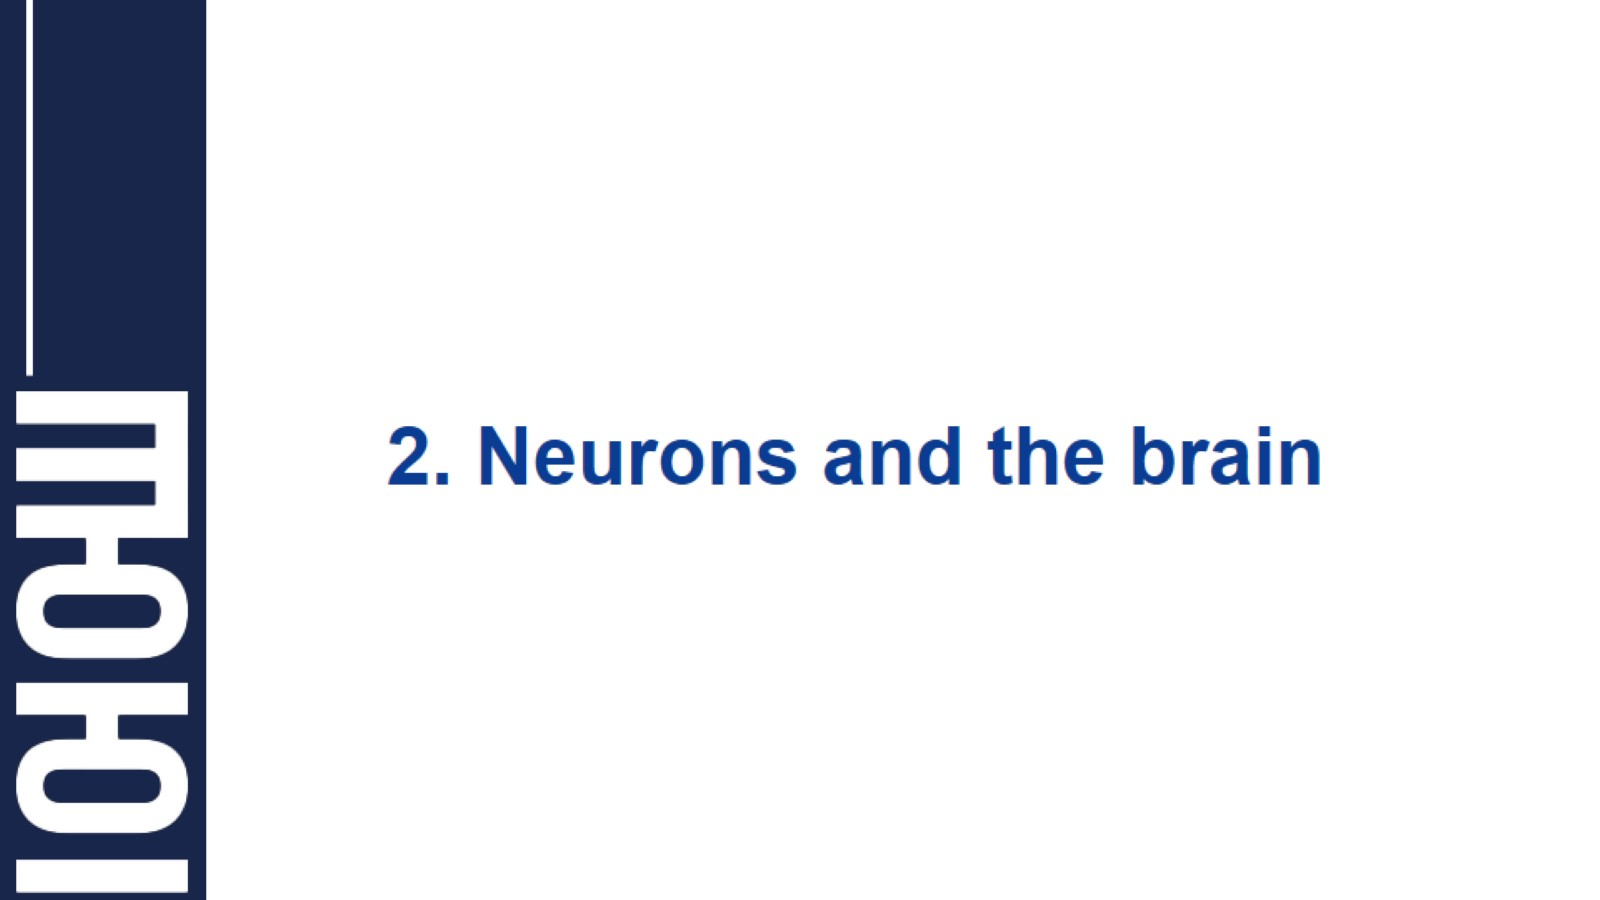 2. Neurons and the brain